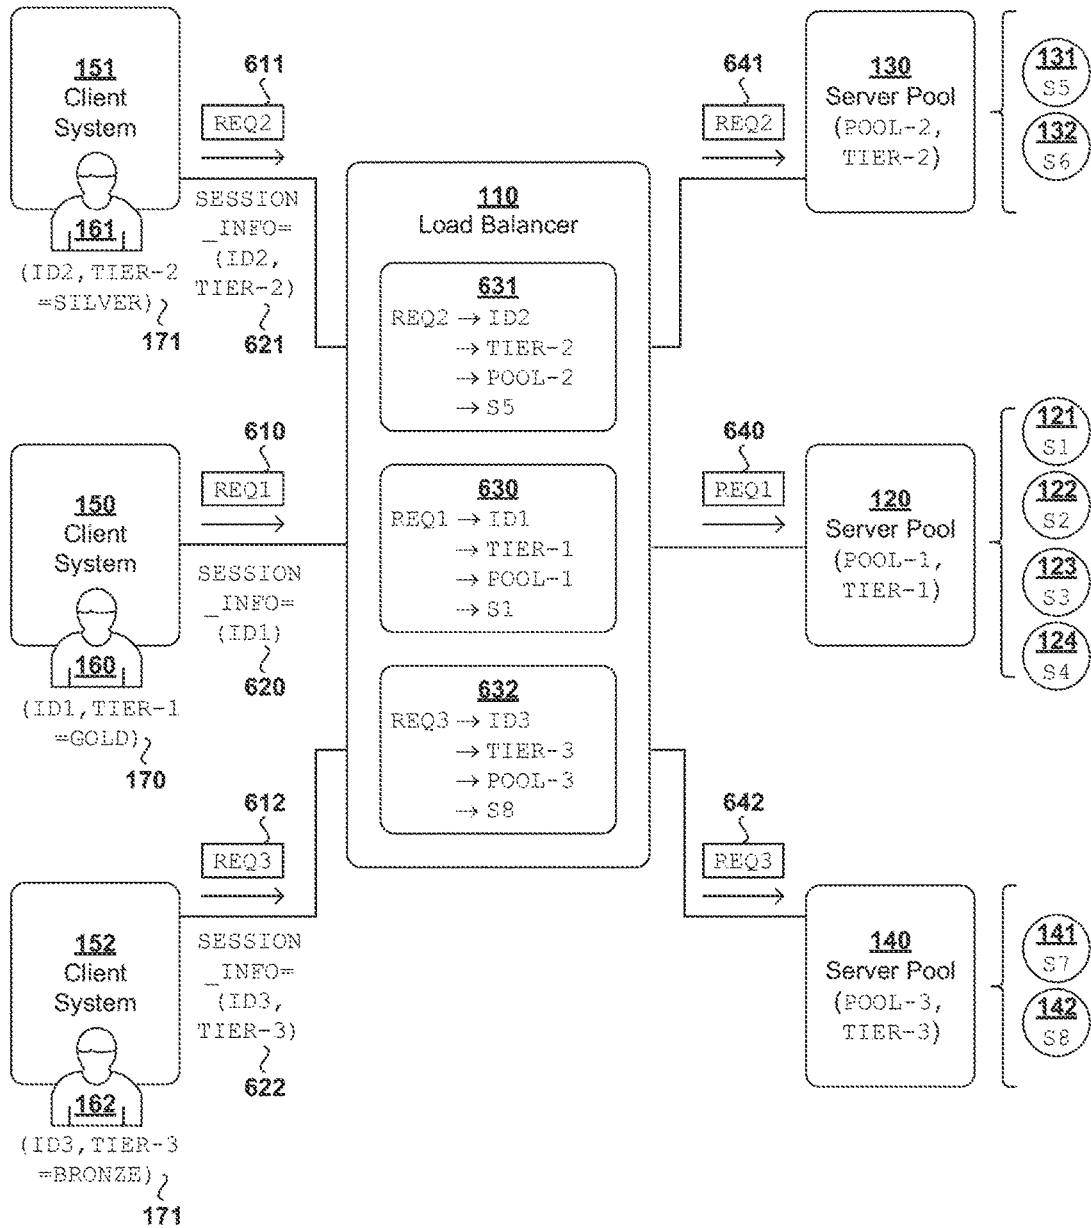 151
Client
System
161
(ID2,TIER-2
=SILVER)
171
611
REQ2
SESSION
_INFO=
(ID2,
TIER-2)
621
641
REQ2
130
Server Pool
(POOL-2,
TIER-2)
131
S5
132
S6
110
Load Balancer
631
REQ2 → ID2
→ TIER-2
→ POOL-2
→ S5
150
Client
System
160
(ID1,TIER-1
=GOLD)
170
610
REQ1
SESSION
_INFO=
(ID1)
620
630
REQ1 → ID1
→ TIER-1
→ POOL-1
→ S1
640
REQ1
120
Server Pool
(POOL-1,
TIER-1)
121
S1
122
S2
123
S3
124
S4
632
REQ3 → ID3
→ TIER-3
→ POOL-3
→ S8
152
Client
System
162
(ID3,TIER-3
=BRONZE)
171
612
REQ3
SESSION
_INFO=
(ID3,
TIER-3)
622
642
REQ3
140
Server Pool
(POOL-3,
TIER-3)
141
S7
142
S8